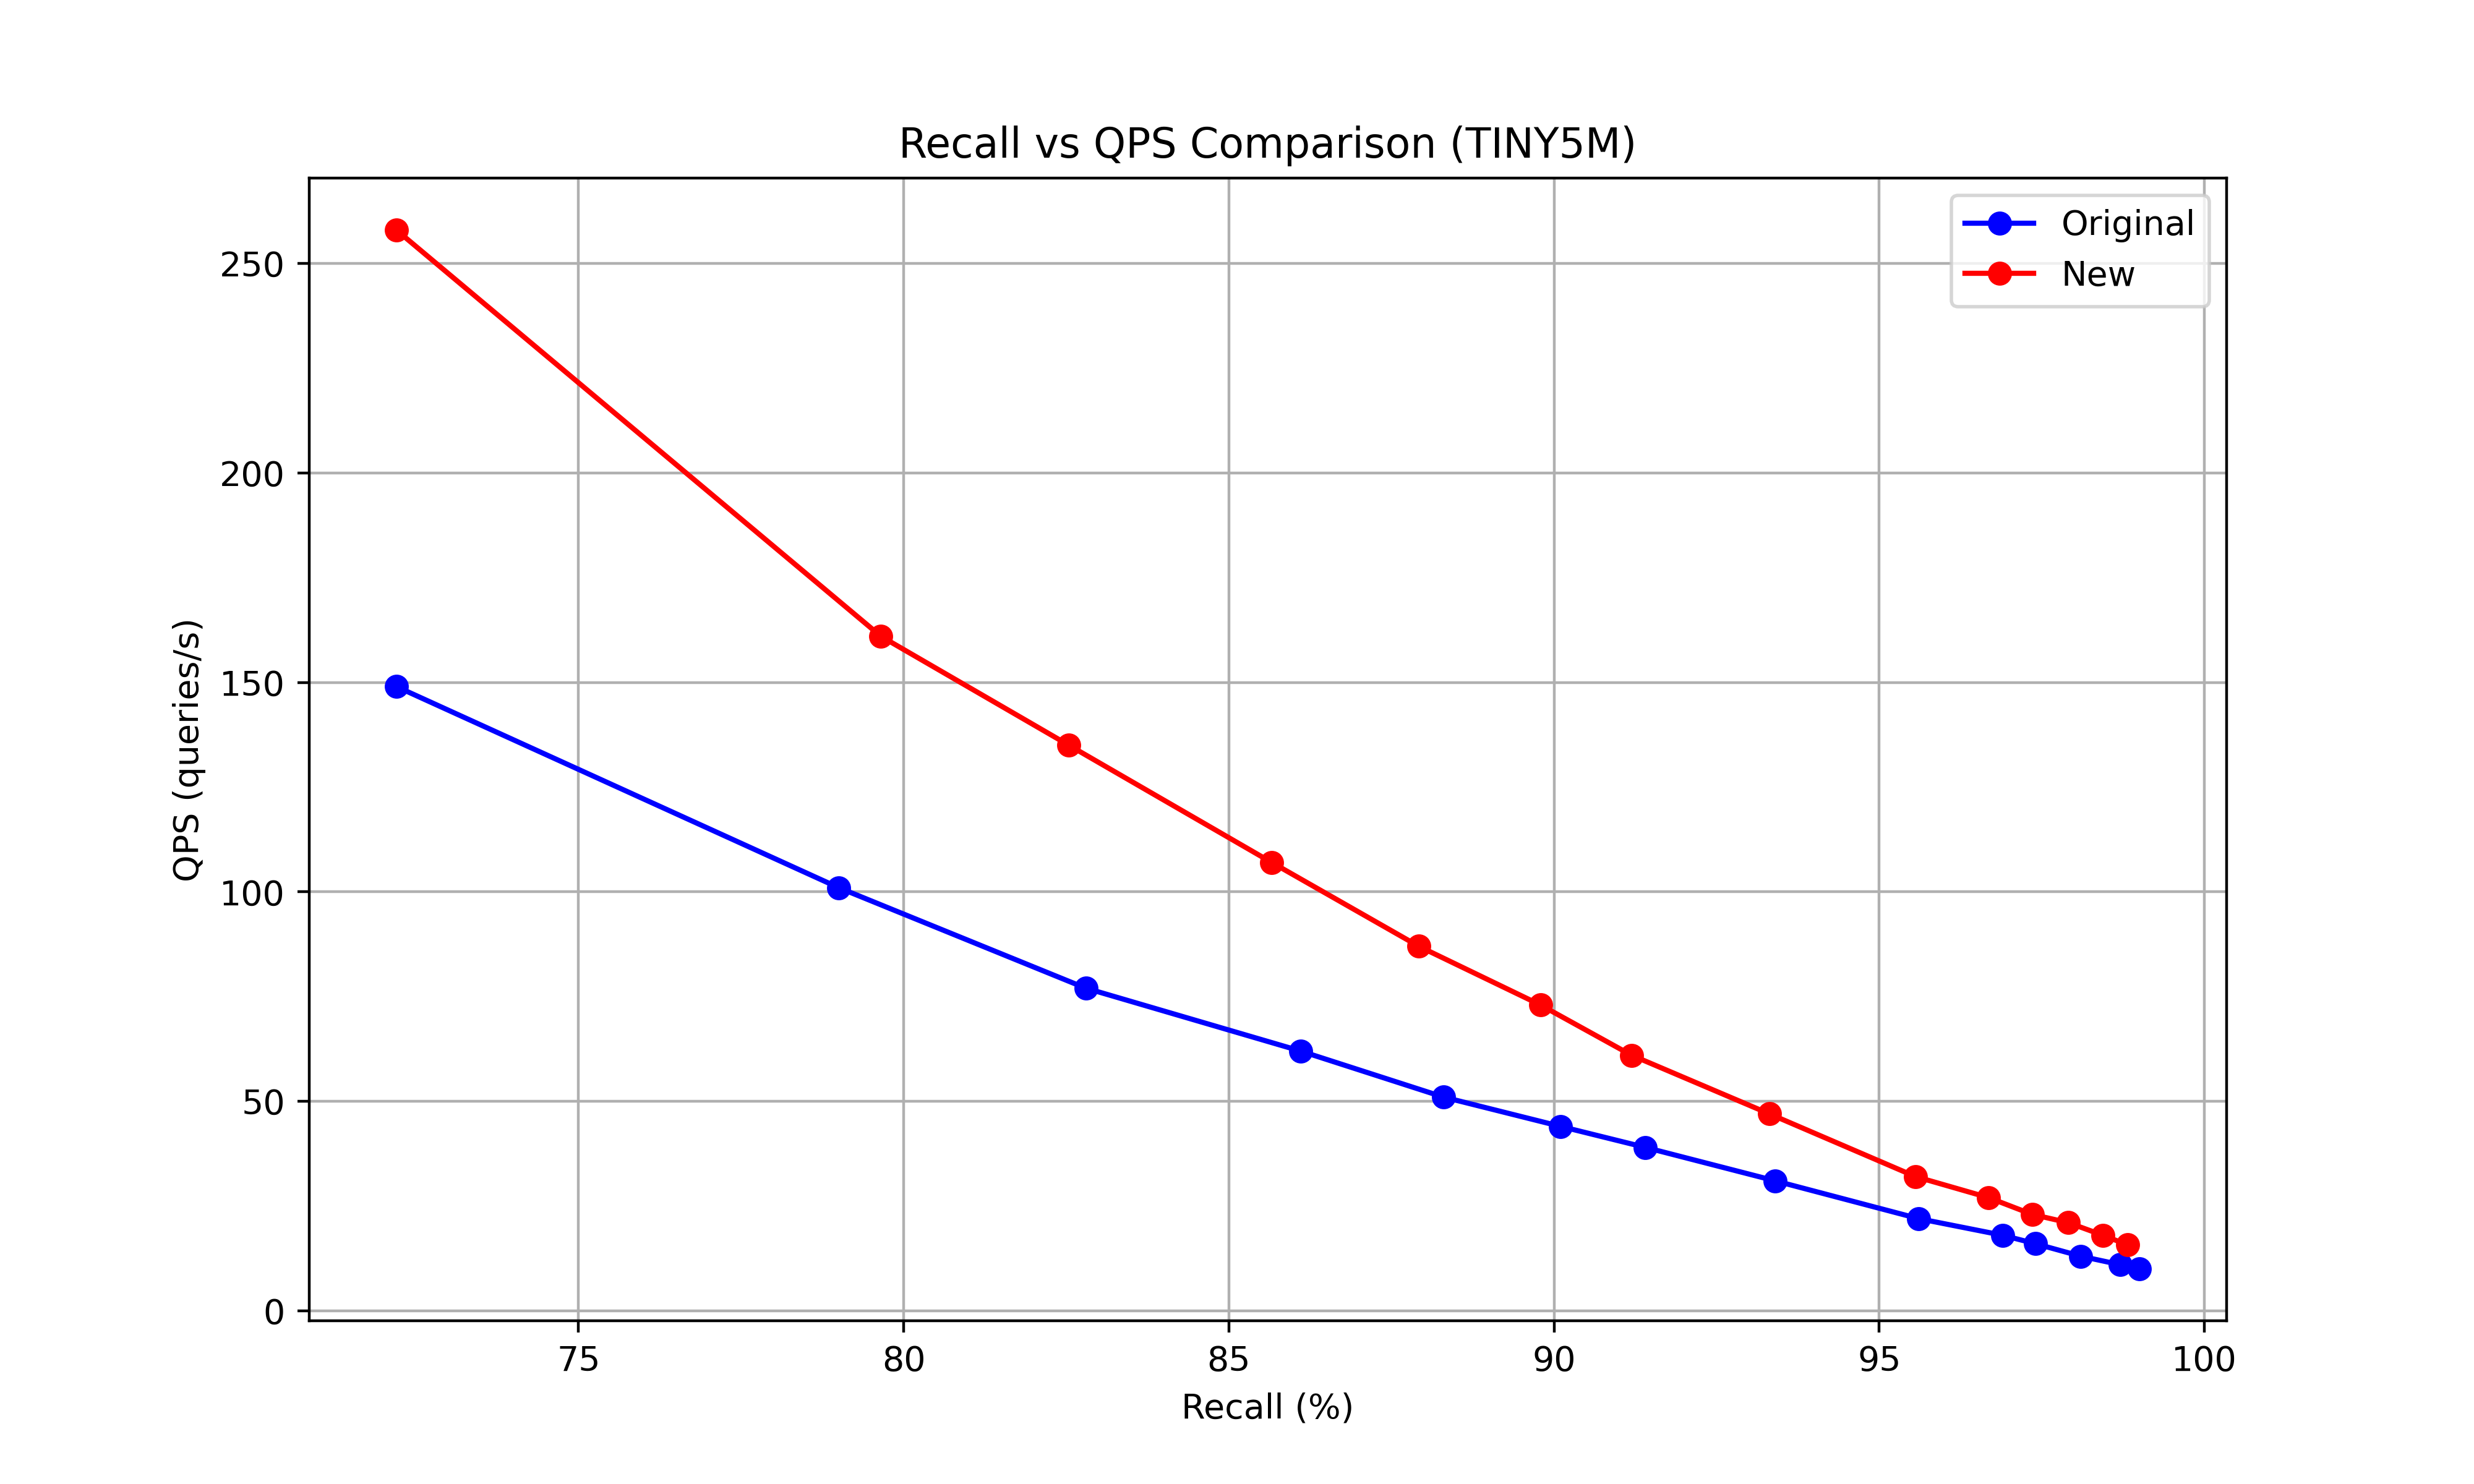 Recall vs QPS Comparison (TINY5M)
Original
New
250
200
150
100
50
0
QPS (queries/s)
75 80 85 90 95 100
Recall (%)